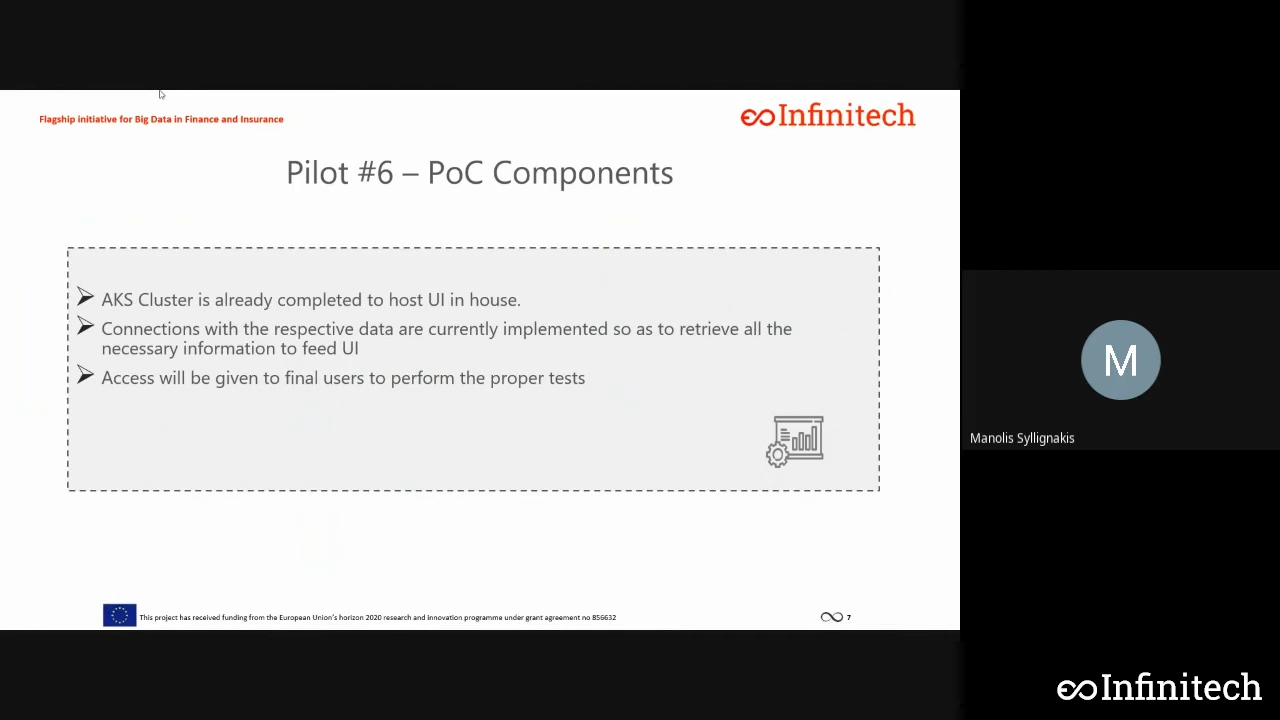 Flagship initiative for Big Data in Finance and Insurance
Infinitech
Pilot #6 – PoC Components
AKS Cluster is already completed to host UI in house.
Connections with the respective data are currently implemented so as to retrieve all the
necessary information to feed UI
Access will be given to final users to perform the proper tests
M
Manolis Syllignakis
This project has received funding from the European Union's horizon 2020 research and innovation programme under grant agreement no 856632
7
Infinitech